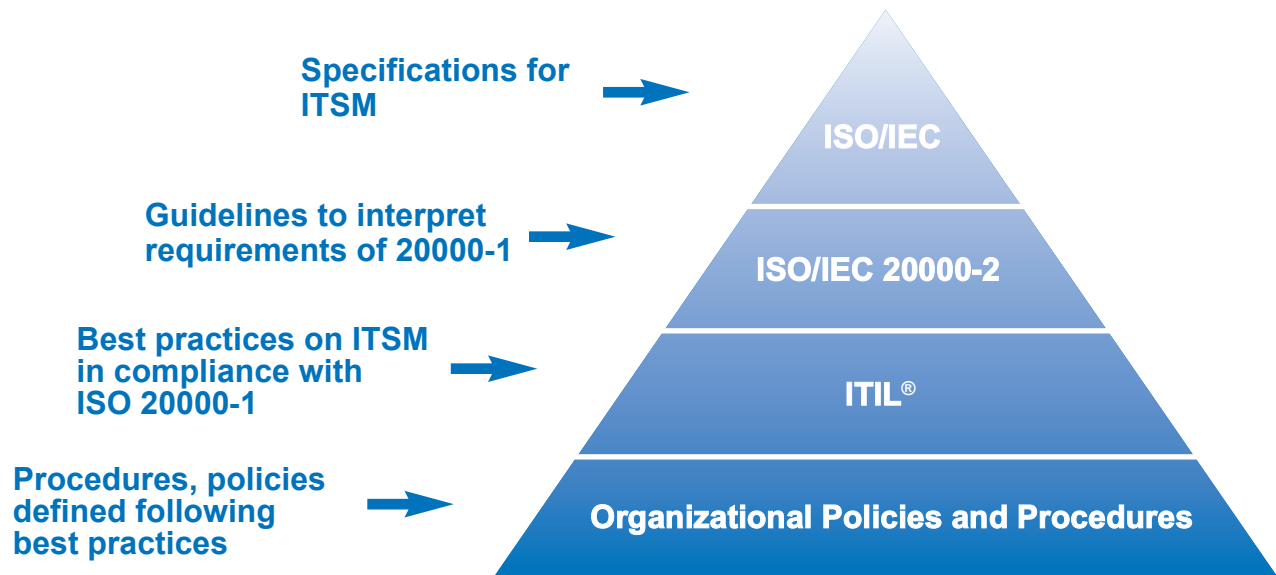 Specifications for
ITSM
ISO/IEC
Guidelines to interpret
requirements of 20000-1
ISO/IEC 20000-2
Best practices on ITSM
in compliance with
ISO 20000-1
ITIL®
Procedures, policies
defined following
best practices
Organizational Policies and Procedures